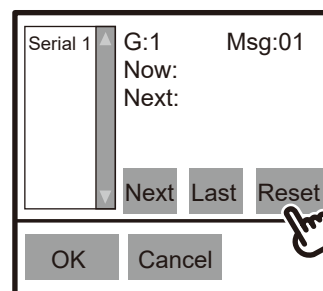 Serial 1
G:1 Msg:01
Now:
Next:
Next Last Reset
OK Cancel